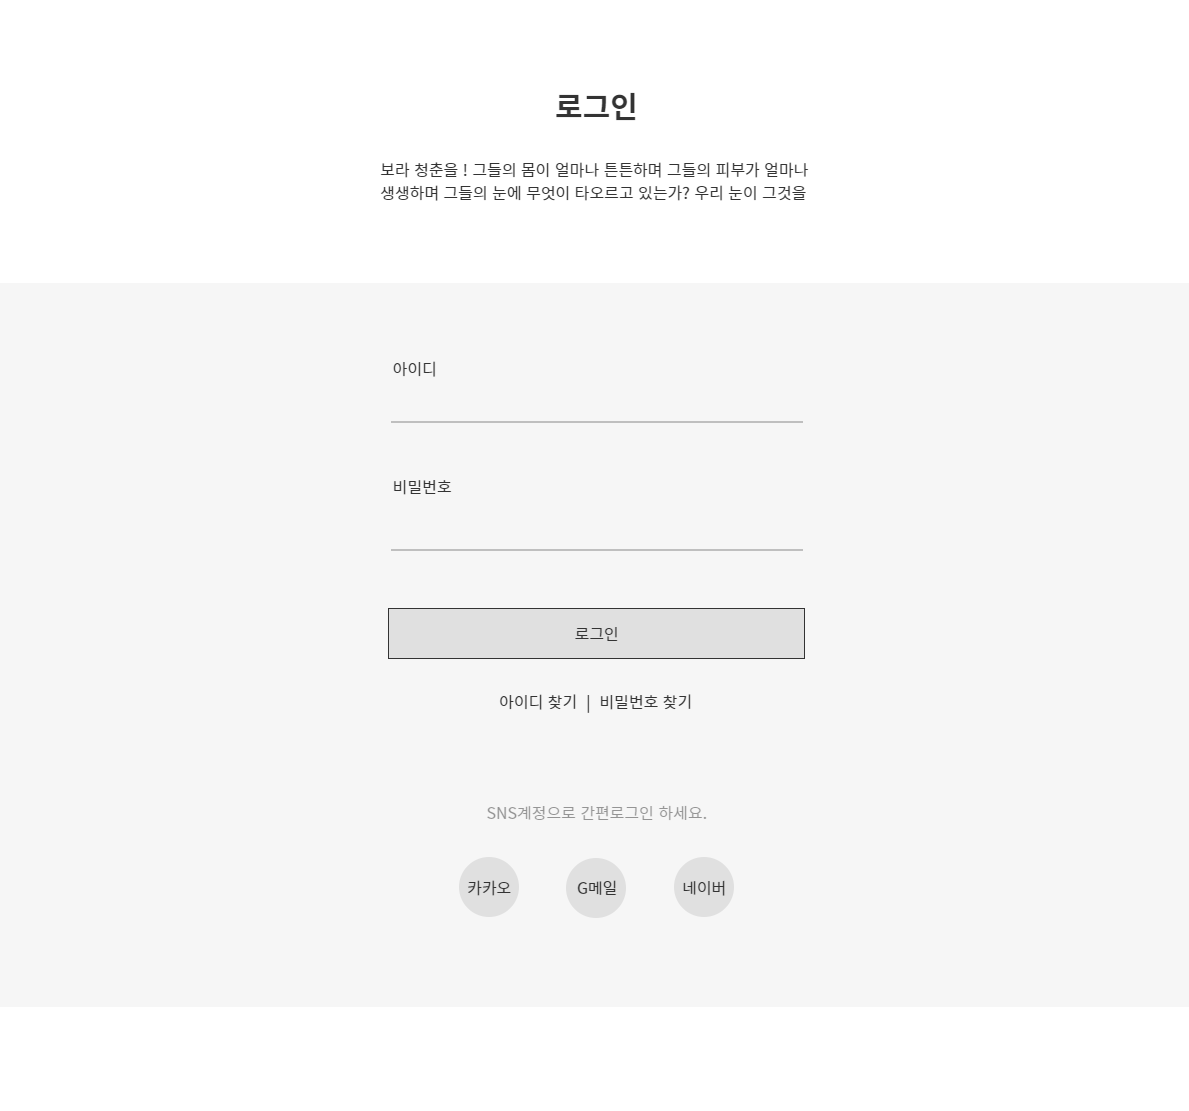 로그인
보라 청춘을 ! 그들의 몸이 얼마나 튼튼하며 그들의 피부가 얼마나
생생하며 그들의 눈에 무엇이 타오르고 있는가? 우리 눈이 그것을
아이디
비밀번호
로그인
아이디 찾기 | 비밀번호 찾기
SNS계정으로 간편로그인 하세요.
카카오 G메일 네이버